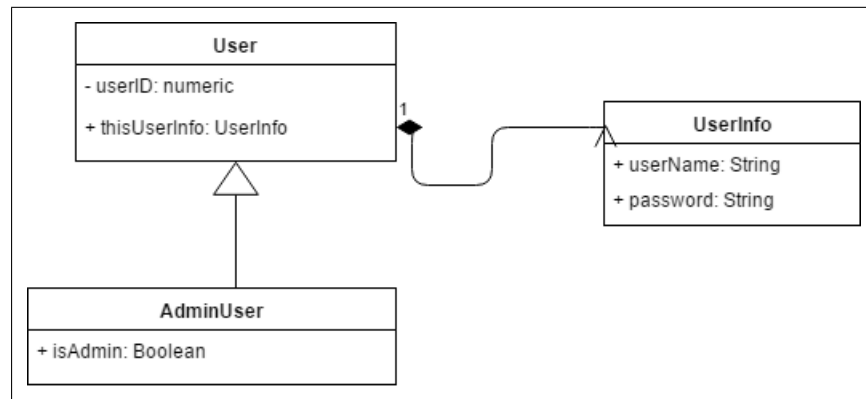 User
- userID: numeric
+ thisUserInfo: UserInfo
1
UserInfo
+ userName: String
+ password: String
AdminUser
+ isAdmin: Boolean